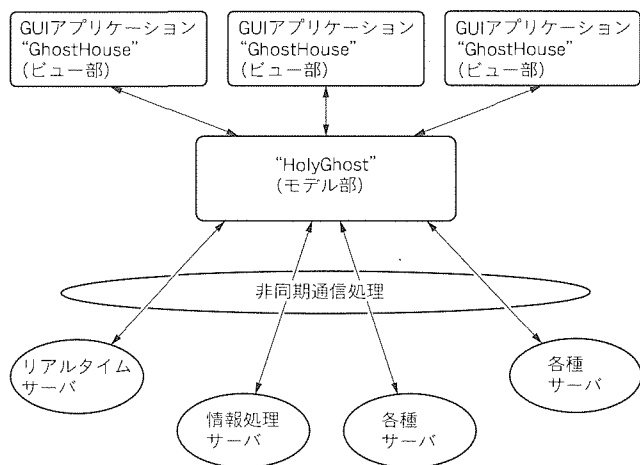 GUIアプリケーション
“GhostHouse”
(ビュー部)
GUIアプリケーション
“GhostHouse”
(ビュー部)
GUIアプリケーション
“GhostHouse”
(ビュー部)
“HolyGhost”
(モデル部)
非同期通信処理
リアルタイム
サーバ
情報処理
サーバ
各種
サーバ
各種
サーバ